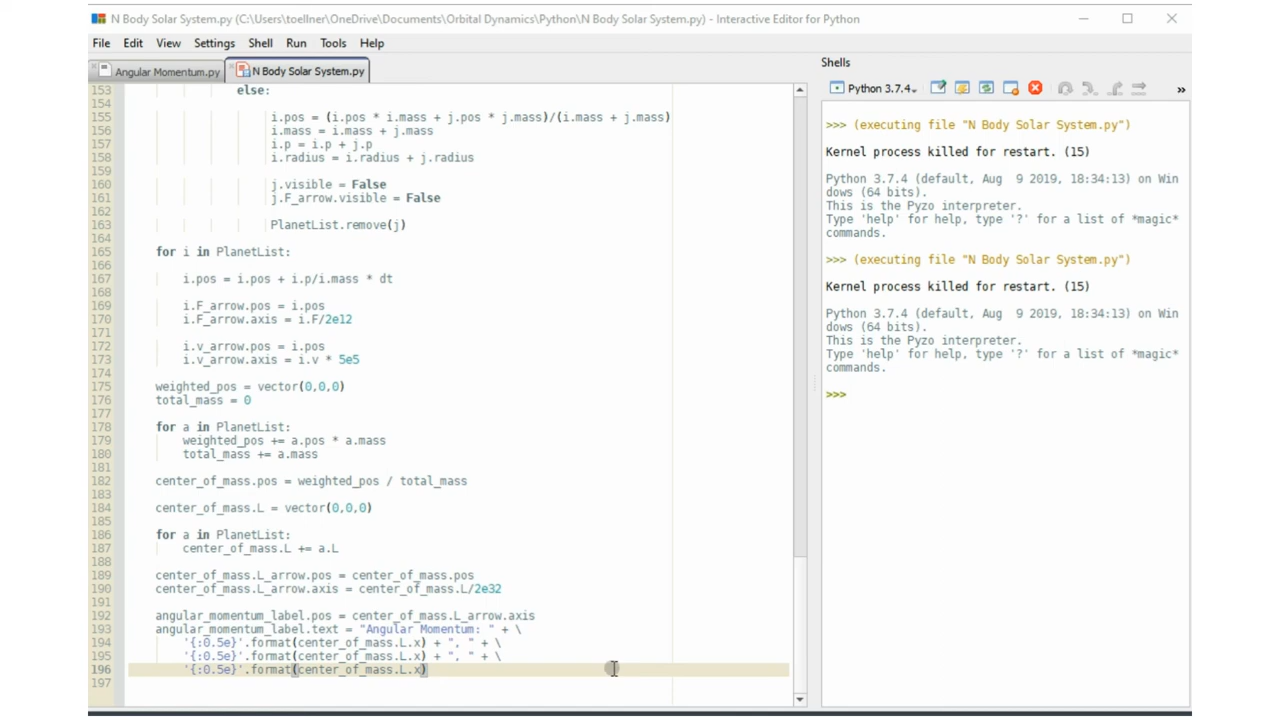 N Body Solar System.py (C:\Users\toellner\OneDrive\Documents\Orbital Dynamics\Python\N Body Solar System.py) - Interactive Editor for Python
File Edit View Settings Shell Run Tools Help
Angular Momentum.py N Body Solar System.py
153 else:
154
155 i.pos = (i.pos * i.mass + j.pos * j.mass)/(i.mass + j.mass)
156 i.mass = i.mass + j.mass
157 i.p = i.p + j.p
158 i.radius = i.radius + j.radius
159
160 j.visible = False
161 j.F_arrow.visible = False
162
163 PlanetList.remove(j)
164
165 for i in PlanetList:
166
167 i.pos = i.pos + i.p/i.mass * dt
168
169 i.F_arrow.pos = i.pos
170 i.F_arrow.axis = i.F/2e12
171
172 i.v_arrow.pos = i.pos
173 i.v_arrow.axis = i.v * 5e5
174
175 weighted_pos = vector(0,0,0)
176 total_mass = 0
177
178 for a in PlanetList:
179 weighted_pos += a.pos * a.mass
180 total_mass += a.mass
181
182 center_of_mass.pos = weighted_pos / total_mass
183
184 center_of_mass.L = vector(0,0,0)
185
186 for a in PlanetList:
187 center_of_mass.L += a.L
188
189 center_of_mass.L_arrow.pos = center_of_mass.pos
190 center_of_mass.L_arrow.axis = center_of_mass.L/2e32
191
192 angular_momentum_label.pos = center_of_mass.L_arrow.axis
193 angular_momentum_label.text = "Angular Momentum: " + \
194 '{:0.5e}'.format(center_of_mass.L.x) + ", " + \
195 '{:0.5e}'.format(center_of_mass.L.x) + ", " + \
196 '{:0.5e}'.format(center_of_mass.L.x)
197
Shells
Python 3.7.4 »
>>> (executing file "N Body Solar System.py")
Kernel process killed for restart. (15)
Python 3.7.4 (default, Aug 9 2019, 18:34:13) on Win
dows (64 bits).
This is the Pyzo interpreter.
Type 'help' for help, type '?' for a list of *magic*
commands.
>>> (executing file "N Body Solar System.py")
Kernel process killed for restart. (15)
Python 3.7.4 (default, Aug 9 2019, 18:34:13) on Win
dows (64 bits).
This is the Pyzo interpreter.
Type 'help' for help, type '?' for a list of *magic*
commands.
>>>